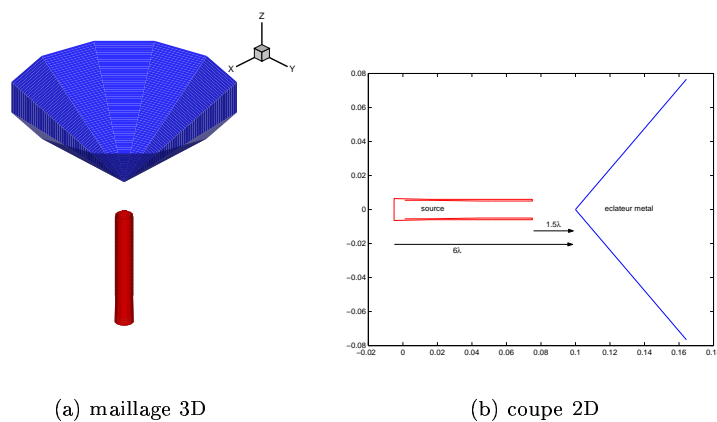 Z
X
Y
0.08
0.06
0.04
0.02
0
−0.02
−0.04
−0.06
−0.08
source
eclateur metal
1.5λ
6λ
−0.02
0
0.02
0.04
0.06
0.08
0.1
0.12
0.14
0.16
0.18
(a) maillage 3D
(b) coupe 2D